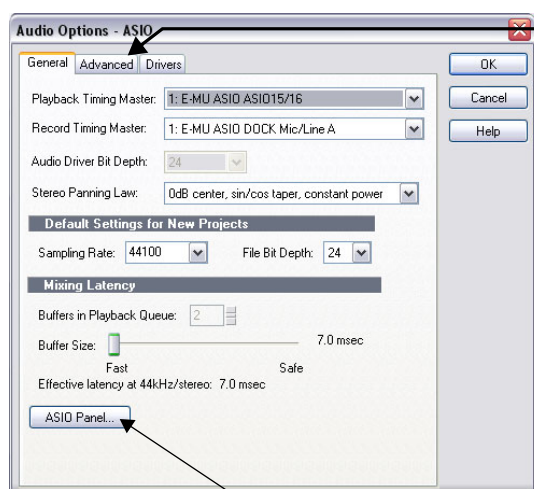 Audio Options - ASIO
General Advanced Drivers
OK
Cancel
Help
Playback Timing Master: 1: E-MU ASIO ASIO15/16
Record Timing Master: 1: E-MU ASIO DOCK Mic/Line A
Audio Driver Bit Depth: 24
Stereo Panning Law: 0dB center, sin/cos taper, constant power
Default Settings for New Projects
Sampling Rate: 44100 File Bit Depth: 24
Mixing Latency
Buffers in Playback Queue: 2
Buffer Size: 7.0 msec
Fast Safe
Effective latency at 44kHz/stereo: 7.0 msec
ASIO Panel...